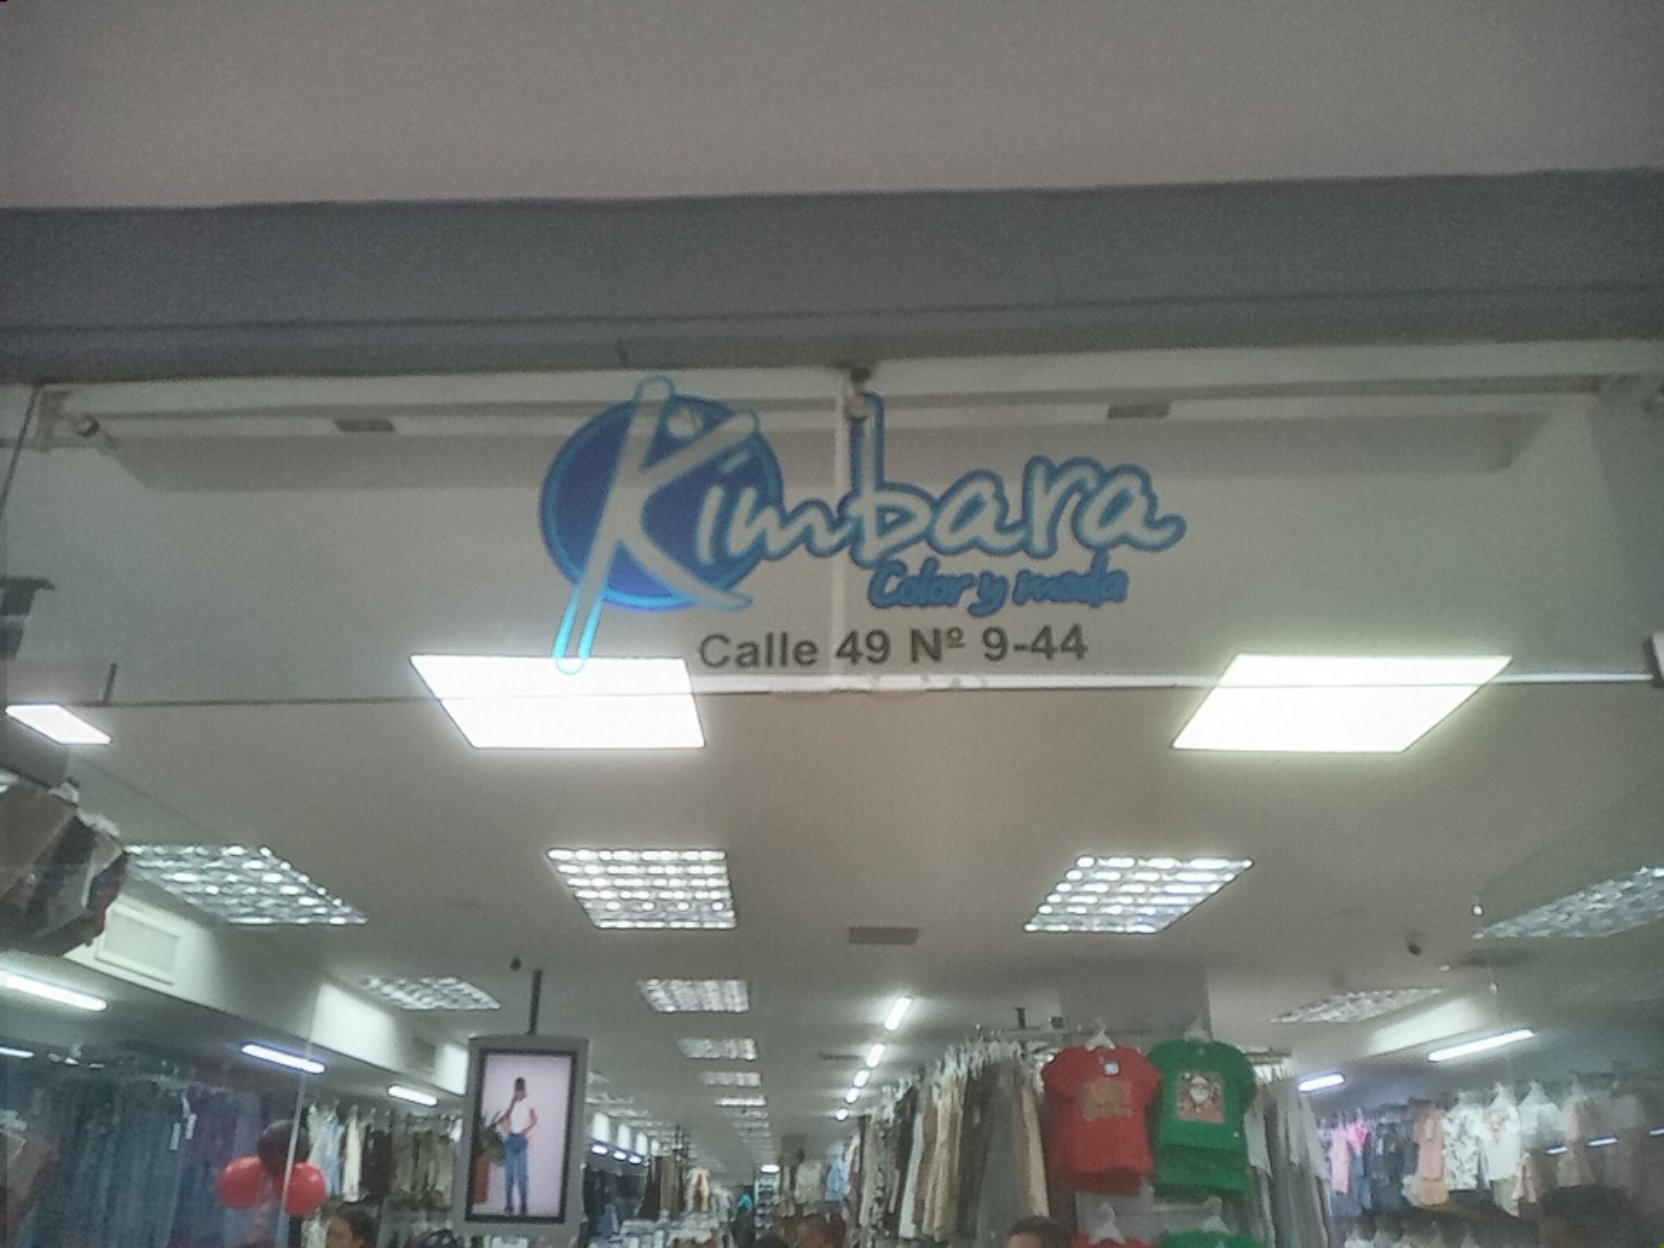 Kimbara
Color y moda
Calle 49 Nº 9-44